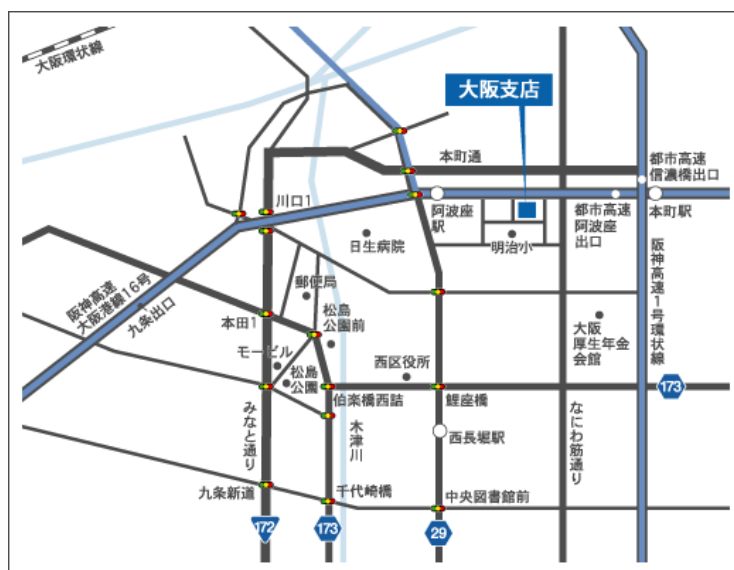 大阪環状線
大阪支店
本町通
都市高速
信濃橋出口
川口1
阿波座
駅
都市高速
阿波座
出口
本町駅
日生病院
明治小
阪神高速
大阪港線16号
九条出口
郵便局
松島
公園前
本田1
モービル
松島
公園
西区役所
大阪
厚生年金
会館
阪神高速1号環状線
伯楽橋西詰
鯉座橋
173
みなと通り
木津川
西長堀駅
なにわ筋通り
九条新道
千代崎橋
中央図書館前
172
173
29